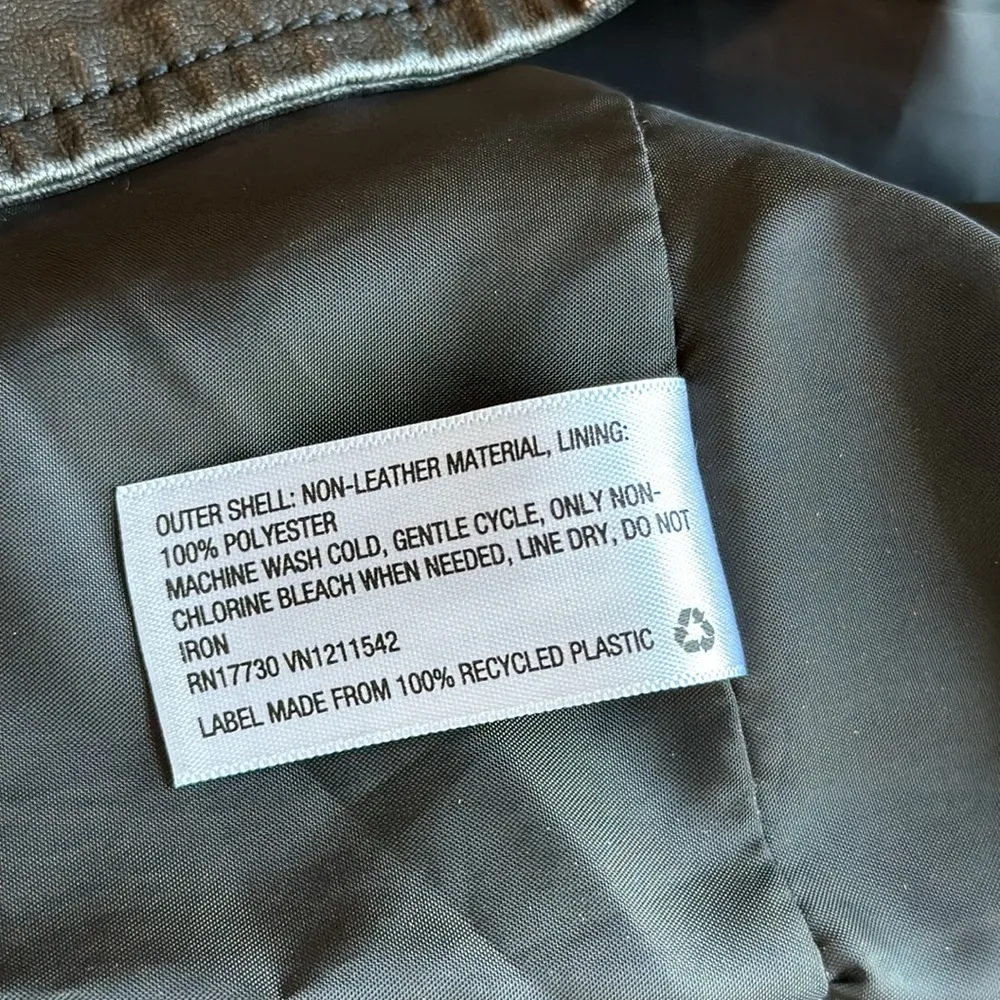 OUTER SHELL: NON-LEATHER MATERIAL, LINING:
100% POLYESTER
MACHINE WASH COLD, GENTLE CYCLE, ONLY NON-
CHLORINE BLEACH WHEN NEEDED, LINE DRY, DO NOT
IRON
RN17730 VN1211542
LABEL MADE FROM 100% RECYCLED PLASTIC